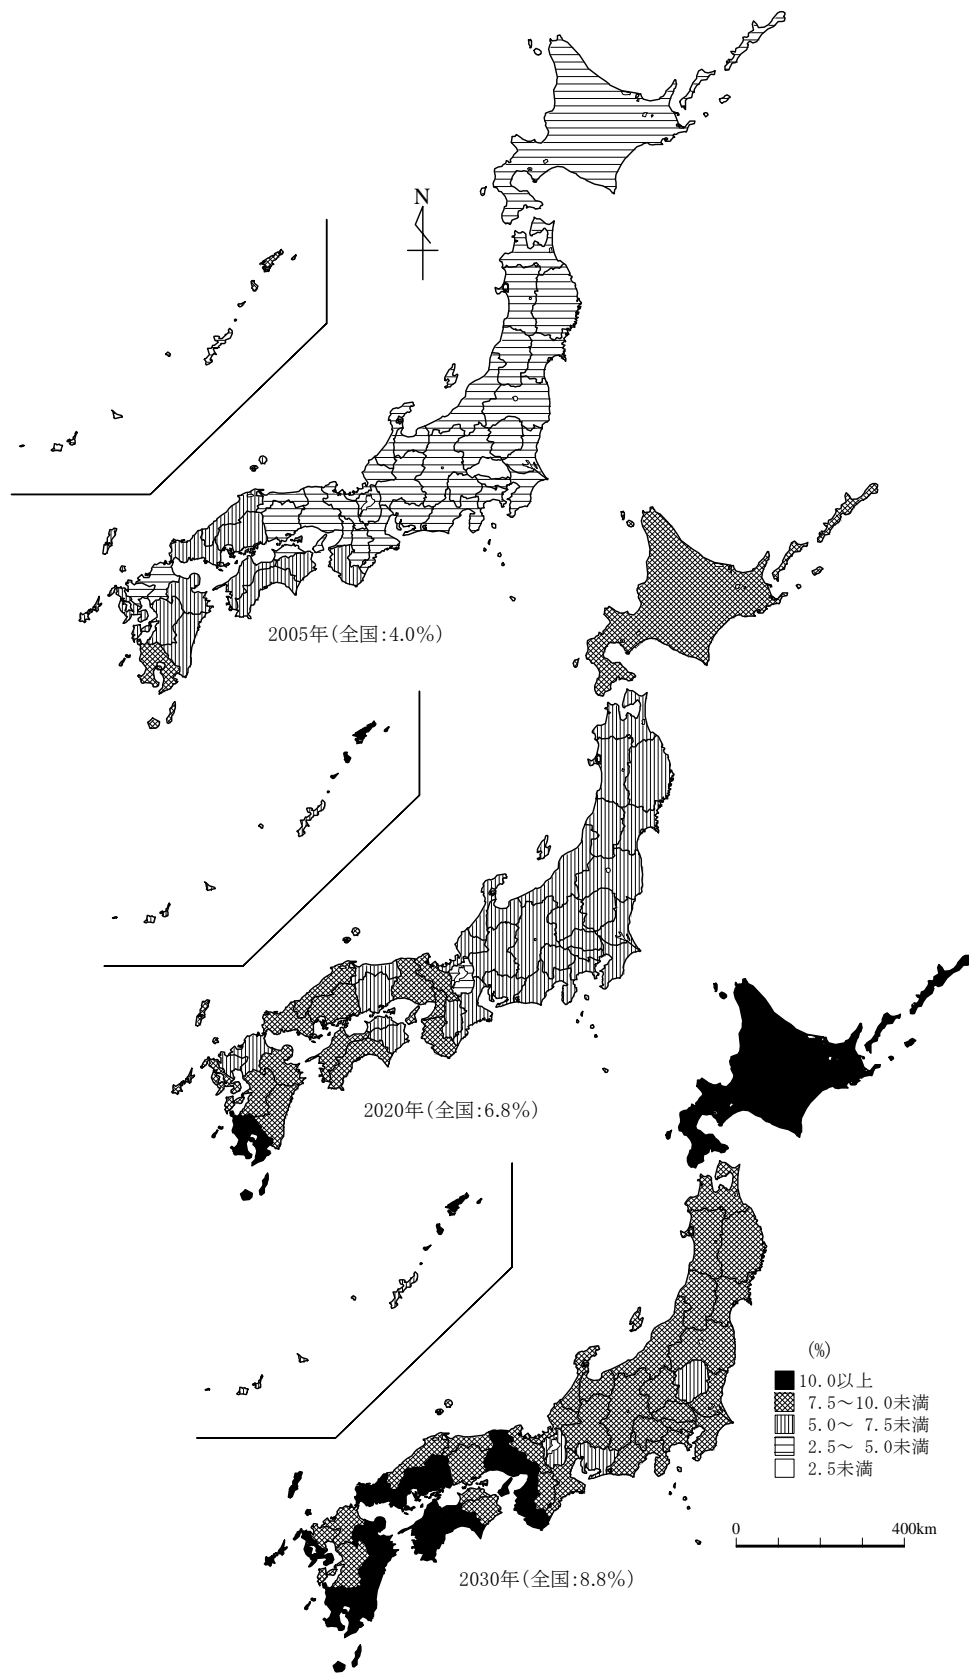 N
2005年（全国：4.0％）
2020年（全国：6.8％）
(％)
10.0以上
7.5～10.0未満
5.0～ 7.5未満
2.5～ 5.0未満
2.5未満
0 400km
2030年（全国：8.8％）